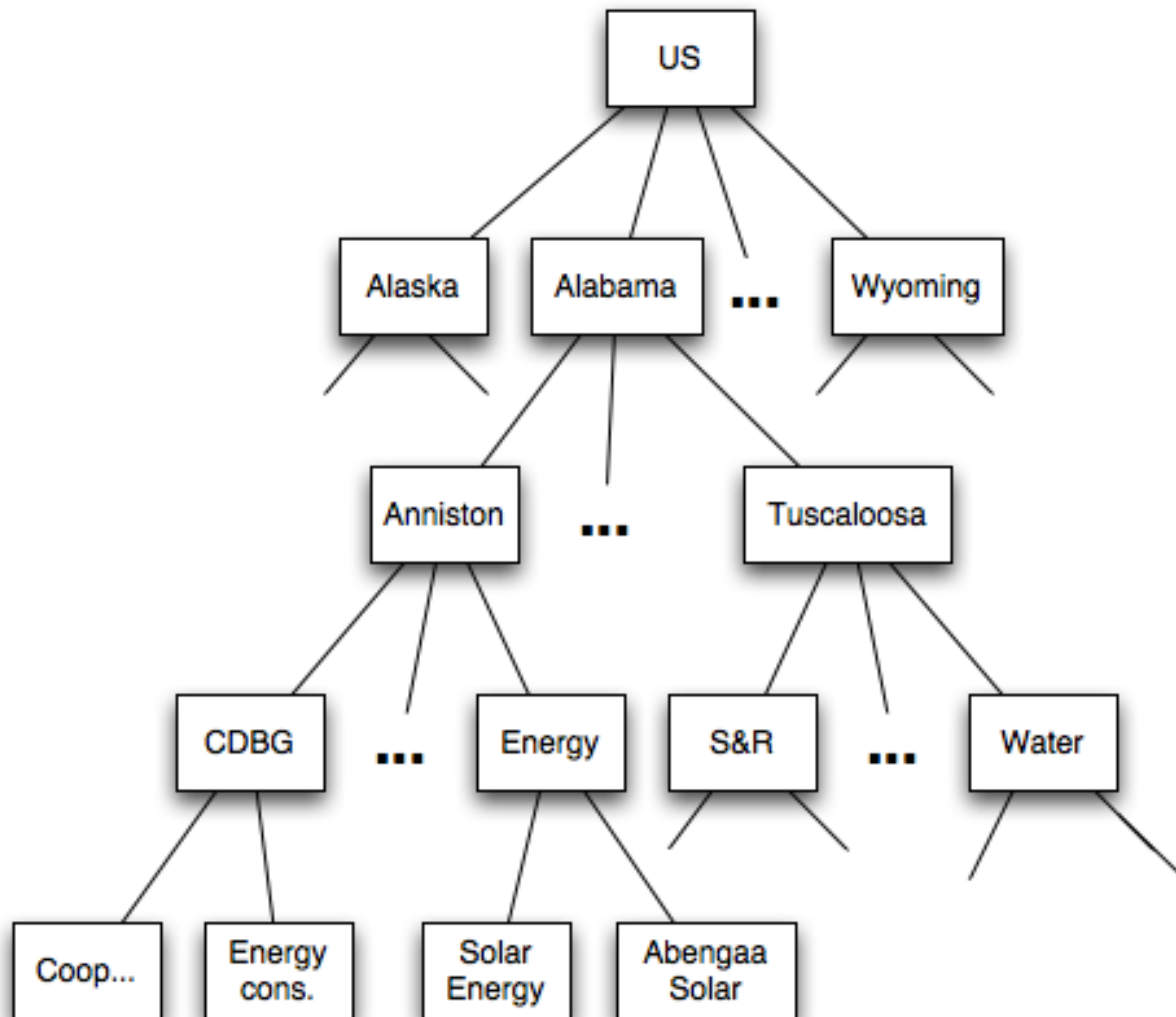 US
Alaska
Alabama
...
Wyoming
Anniston
...
Tuscaloosa
CDBG
...
Energy
S&R
...
Water
Coop...
Energy
cons.
Solar
Energy
Abengaa
Solar